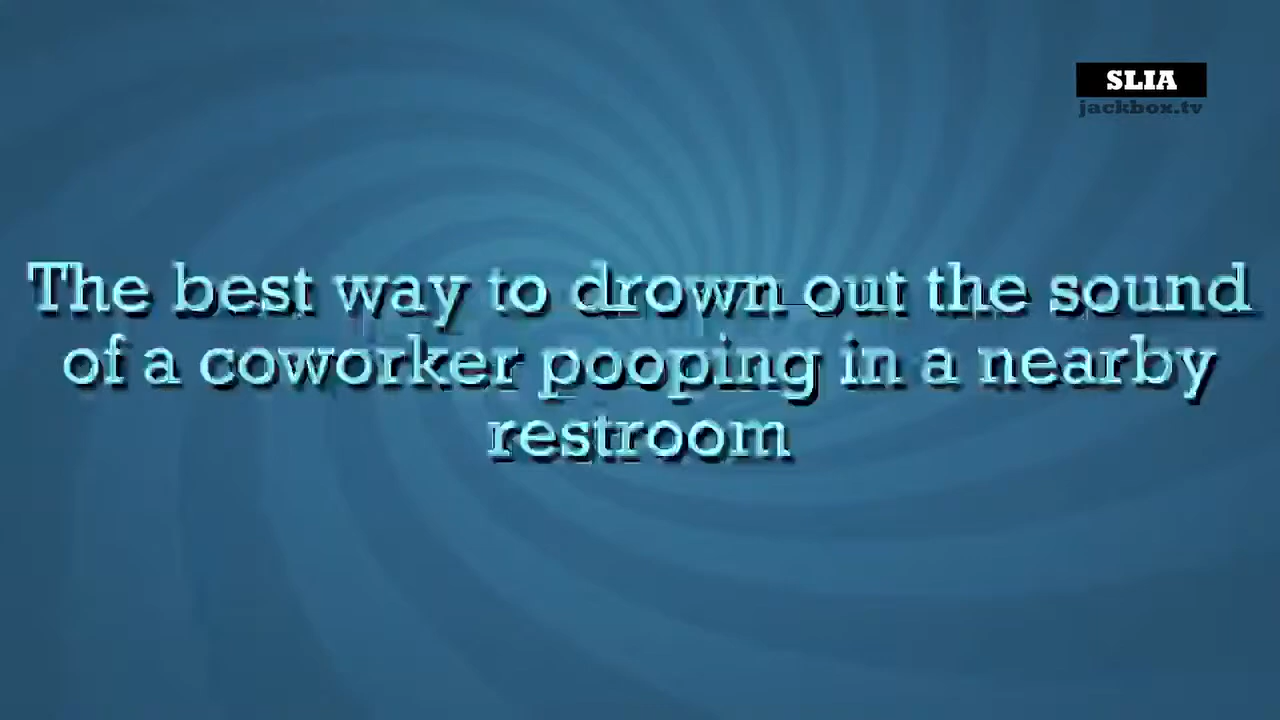 SLIA
jackbox.tv
The best way to drown out the sound
of a coworker pooping in a nearby
restroom